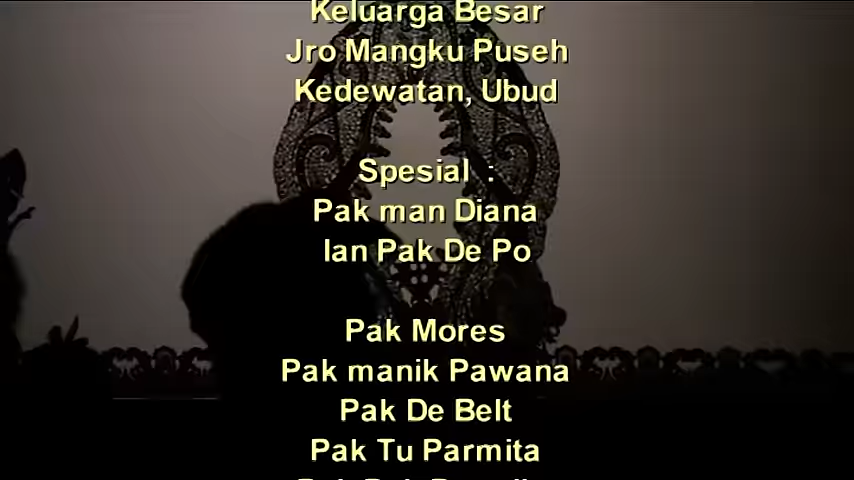 Keluarga Besar
Jro Mangku Puseh
Kedewatan, Ubud
Spesial :
Pak man Diana
Ian Pak De Po
Pak Mores
Pak manik Pawana
Pak De Belt
Pak Tu Parmita